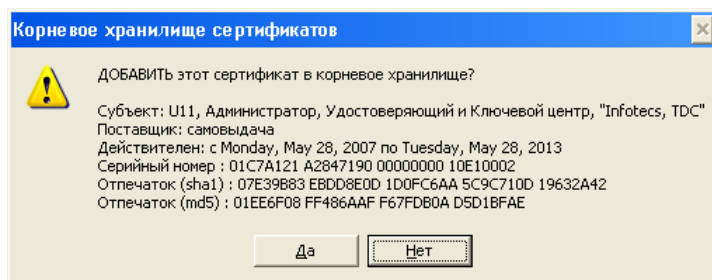 Корневое хранилище сертификатов
ДОБАВИТЬ этот сертификат в корневое хранилище?
Субъект: U11, Администратор, Удостоверяющий и Ключевой центр, "Infotecs, TDC"
Поставщик: самовыдача
Действителен: с Monday, May 28, 2007 по Tuesday, May 28, 2013
Серийный номер : 01C7A121 A2847190 00000000 10E10002
Отпечаток (sha1) : 07E39B83 EBDD8E0D 1D0FC6AA 5C9C710D 19632A42
Отпечаток (md5) : 01EE6F08 FF486AAF F67FDB0A D5D1BFAE
Да Нет